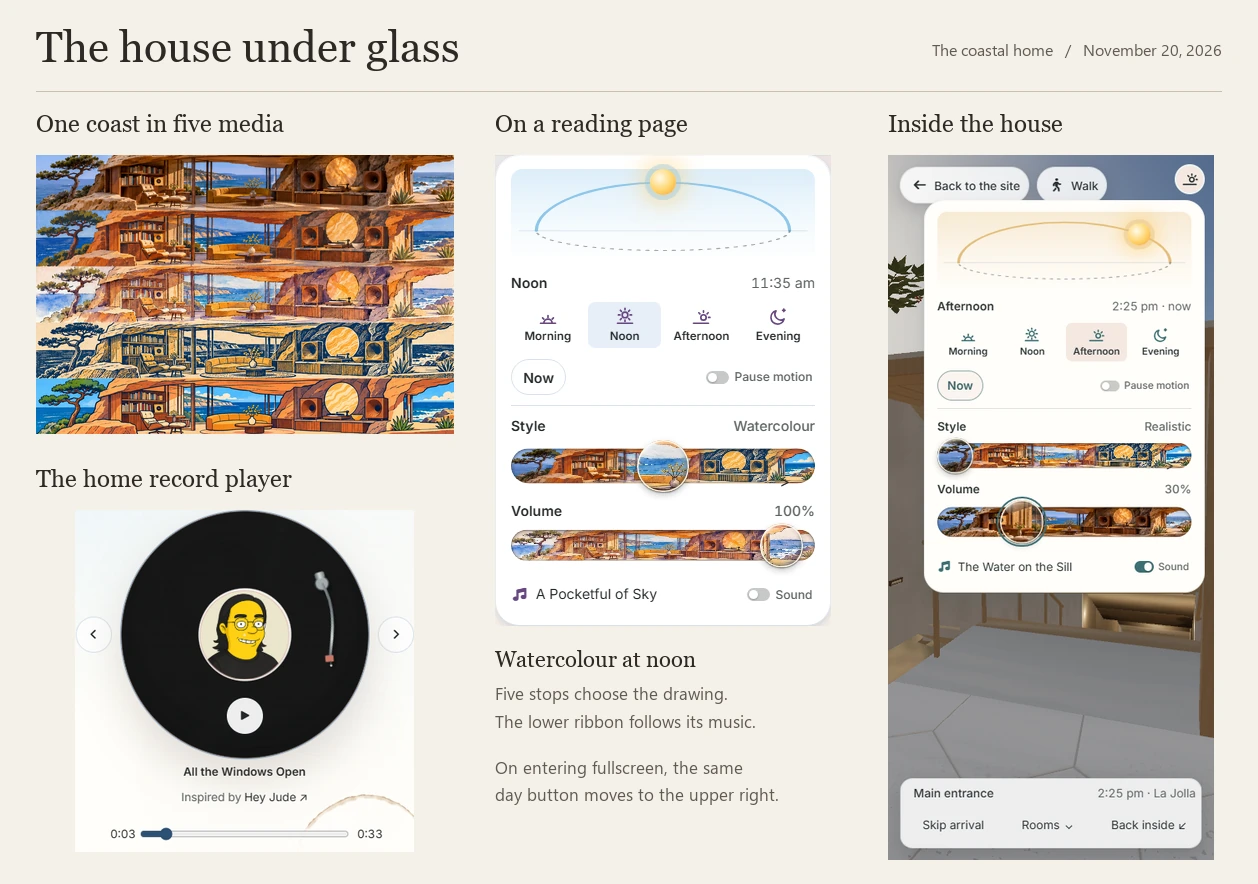 The house under glass
The coastal home / November 20, 2026
One coast in five media
The home record player
All the Windows Open
Inspired by Hey Jude ↗
0:03 0:33
On a reading page
Noon 11:35 am
Morning Noon Afternoon Evening
Now Pause motion
Style Watercolour
Volume 100%
A Pocketful of Sky Sound
Watercolour at noon
Five stops choose the drawing.
The lower ribbon follows its music.
On entering fullscreen, the same
day button moves to the upper right.
Inside the house
← Back to the site Walk
Afternoon 2:25 pm · now
Morning Noon Afternoon Evening
Now Pause motion
Style Realistic
Volume 30%
The Water on the Sill Sound
Main entrance 2:25 pm · La Jolla
Skip arrival Rooms Back inside ↙